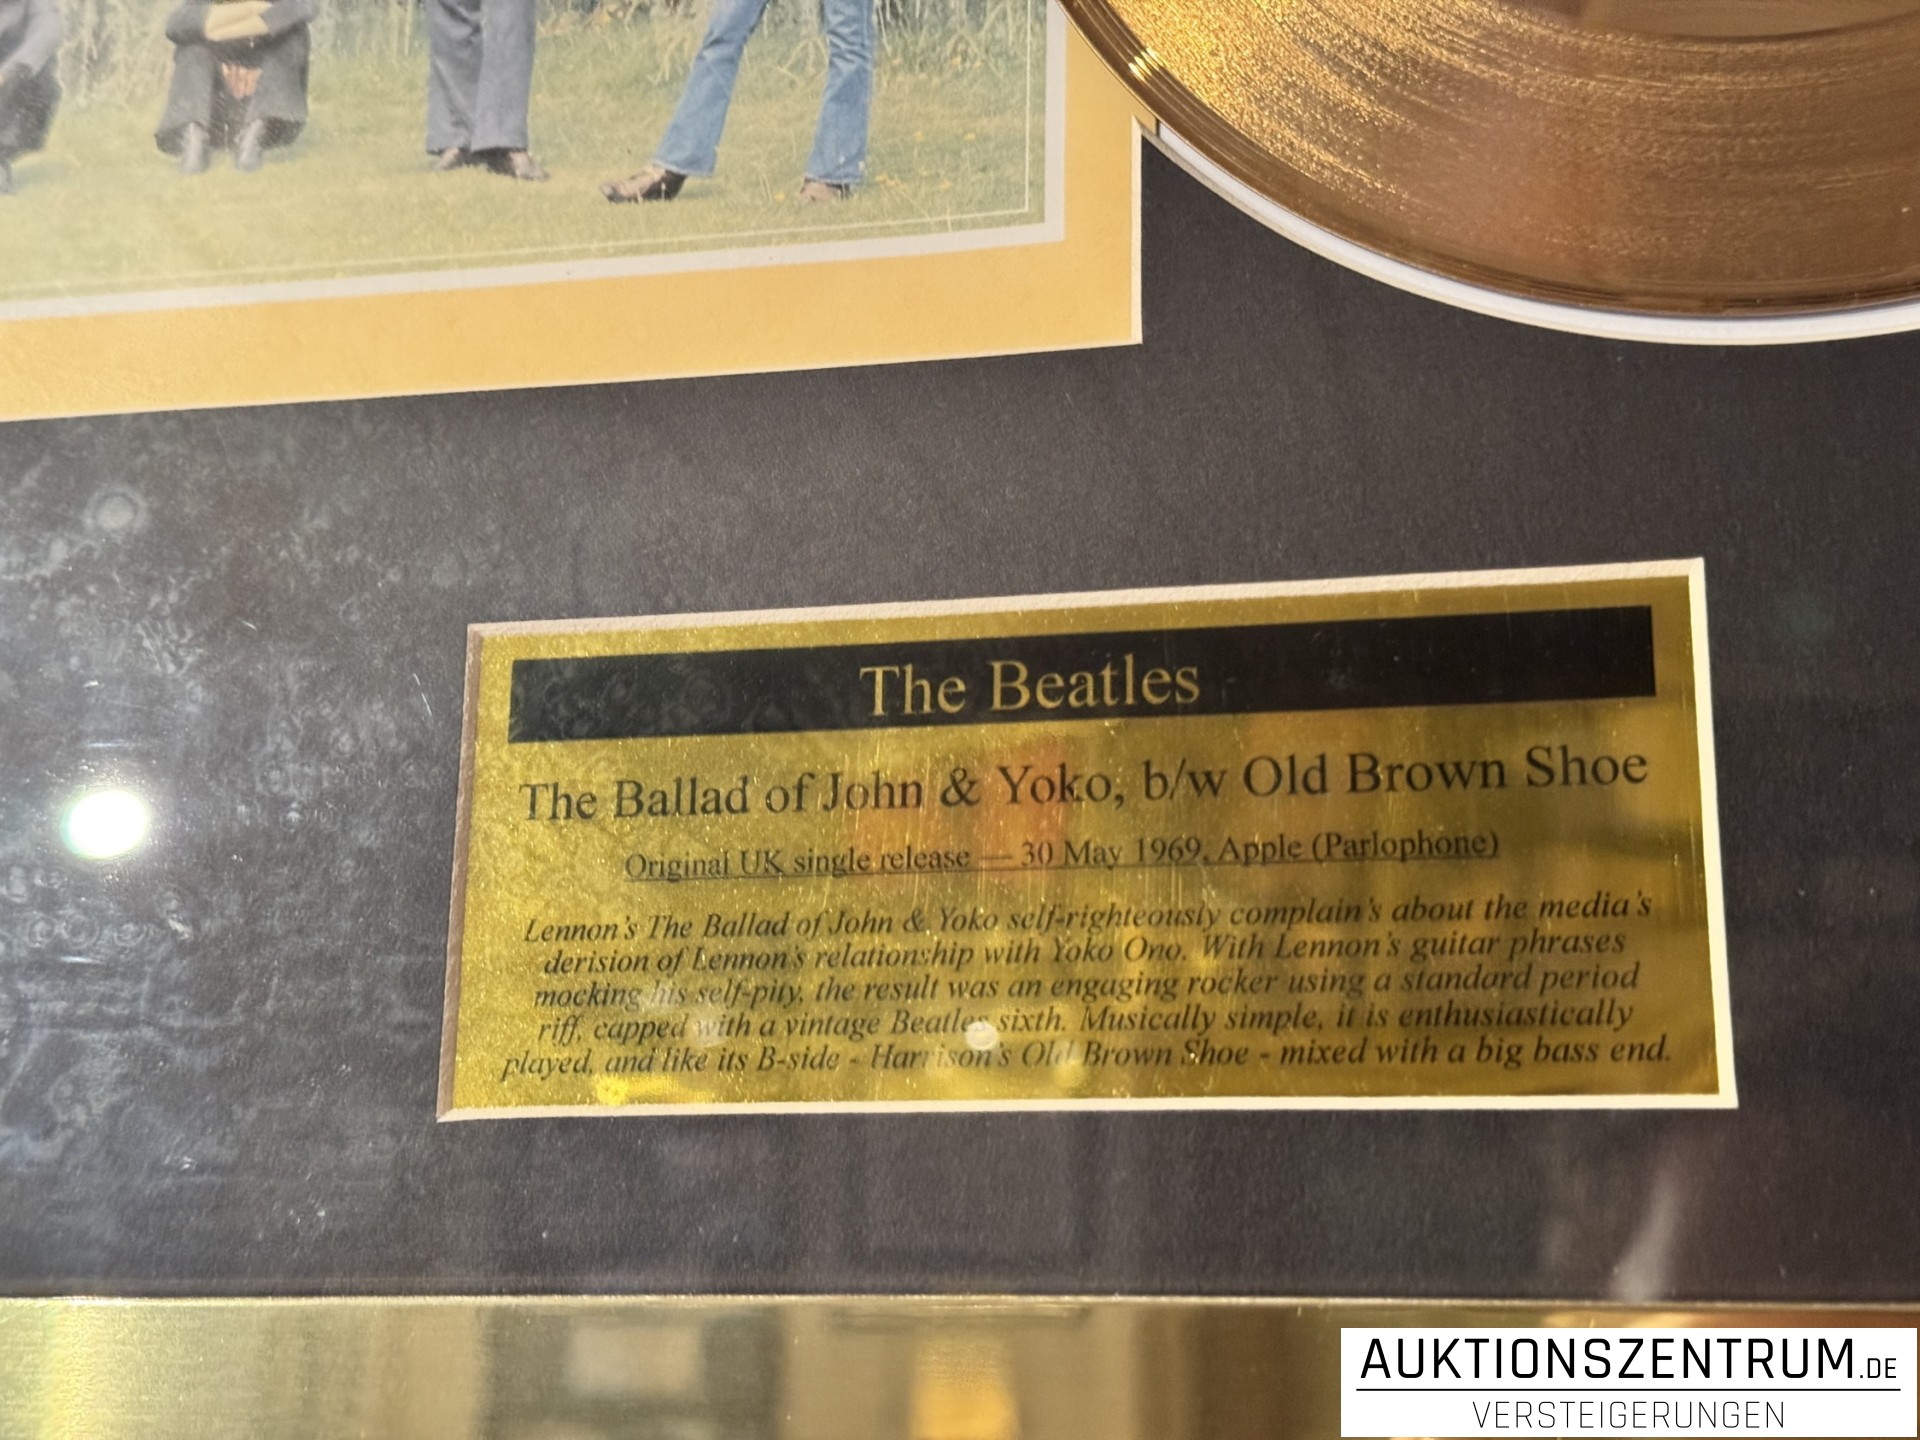 The Beatles
The Ballad of John & Yoko, b/w Old Brown Shoe
Original UK single release — 30 May 1969, Apple (Parlophone)
Lennon's The Ballad of John & Yoko self-righteously complain's about the media's
derision of Lennon's relationship with Yoko Ono. With Lennon's guitar phrases
mocking his self-pity, the result was an engaging rocker using a standard period
riff, capped with a vintage Beatles sixth. Musically simple, it is enthusiastically
played, and like its B-side - Harrison's Old Brown Shoe - mixed with a big bass end.
AUKTIONSZENTRUM.DE
VERSTEIGERUNGEN